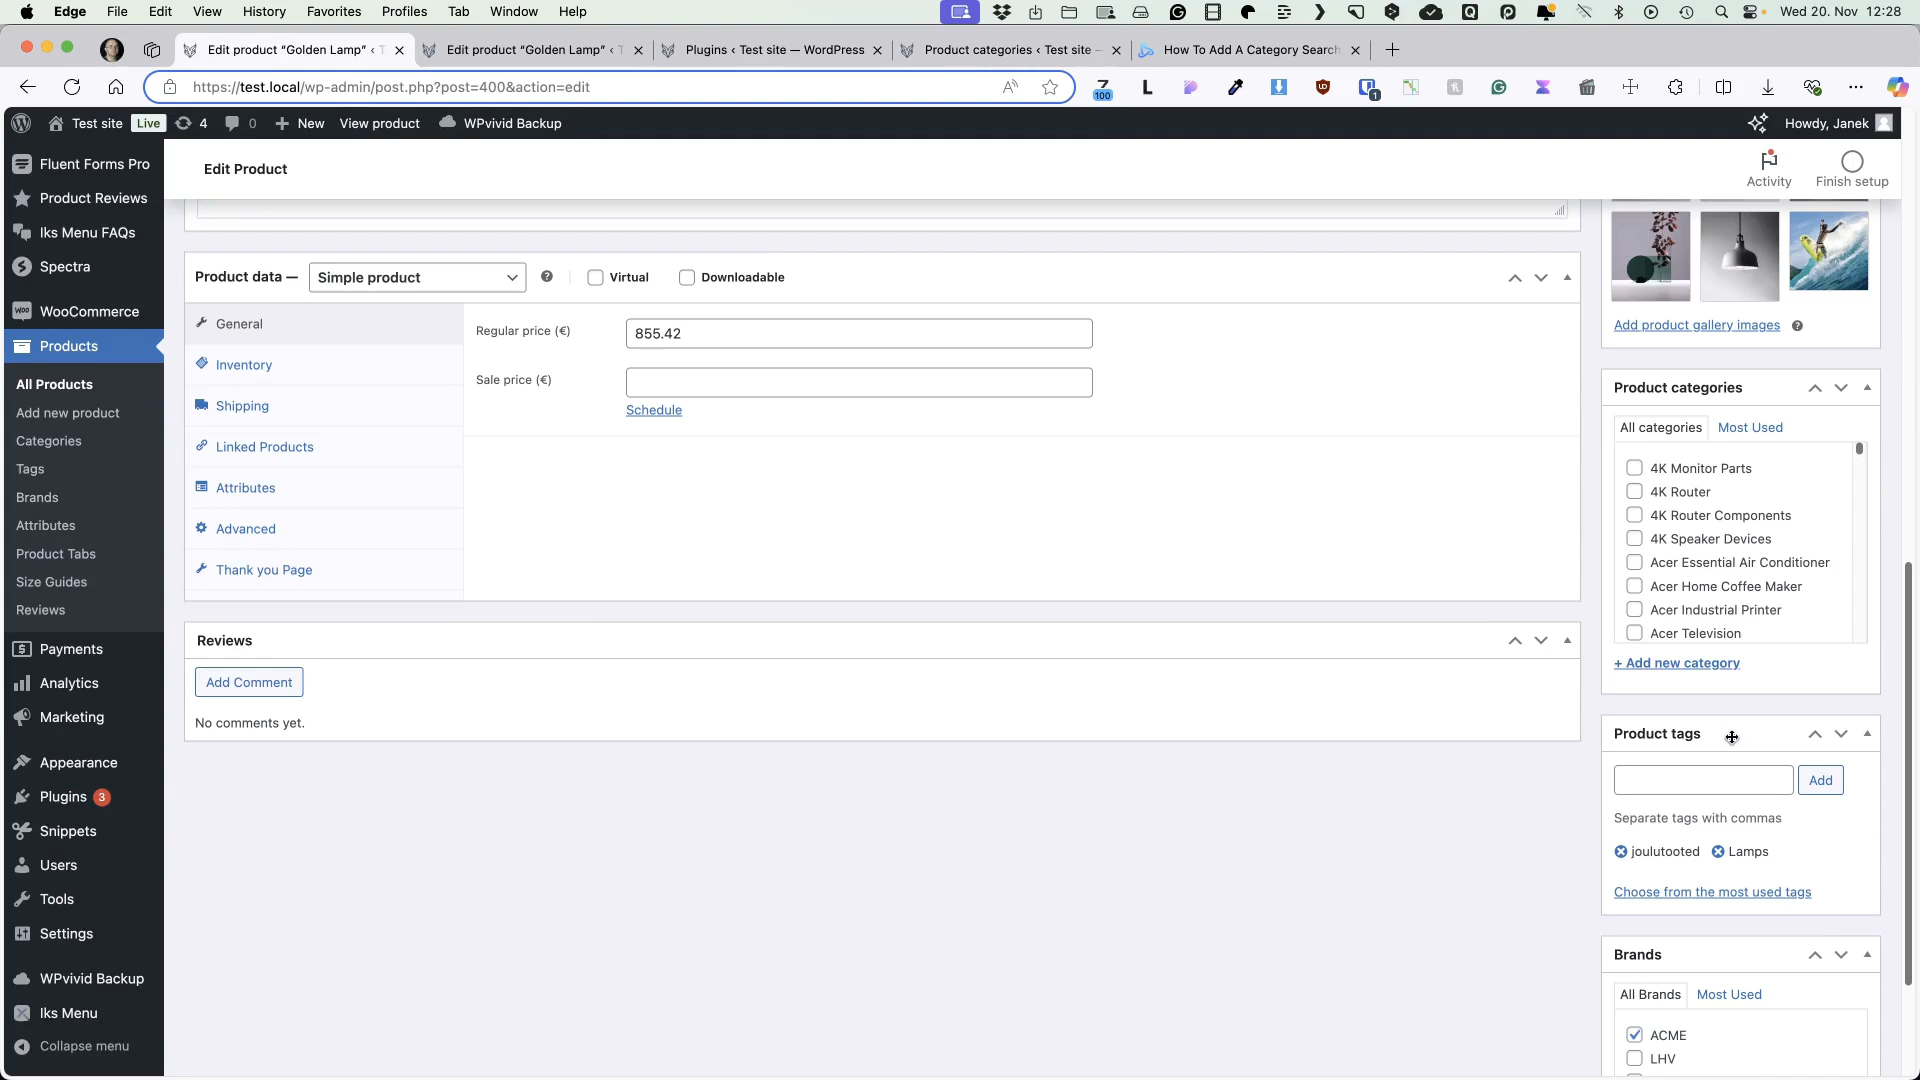 Edge File Edit View History Favorites Profiles Tab Window Help
Wed 20. Nov 12:28
Edit product “Golden Lamp” ‹ T
Edit product “Golden Lamp” ‹ T
Plugins ‹ Test site — WordPress
Product categories ‹ Test site –
How To Add A Category Search
https://test.local/wp-admin/post.php?post=400&action=edit
100
1
Test site Live 4 0 New View product WPvivid Backup
Howdy, Janek
Fluent Forms Pro
Product Reviews
Iks Menu FAQs
Spectra
WooCommerce
Products
All Products
Add new product
Categories
Tags
Brands
Attributes
Product Tabs
Size Guides
Reviews
Payments
Analytics
Marketing
Appearance
Plugins 3
Snippets
Users
Tools
Settings
WPvivid Backup
Iks Menu
Collapse menu
Edit Product
Activity
Finish setup
Product data — Simple product Virtual Downloadable
General
Inventory
Shipping
Linked Products
Attributes
Advanced
Thank you Page
Regular price (€) 855.42
Sale price (€)
Schedule
Reviews
Add Comment
No comments yet.
Add product gallery images
Product categories
All categories Most Used
4K Monitor Parts
4K Router
4K Router Components
4K Speaker Devices
Acer Essential Air Conditioner
Acer Home Coffee Maker
Acer Industrial Printer
Acer Television
+ Add new category
Product tags
Add
Separate tags with commas
joulutooted Lamps
Choose from the most used tags
Brands
All Brands Most Used
ACME
LHV